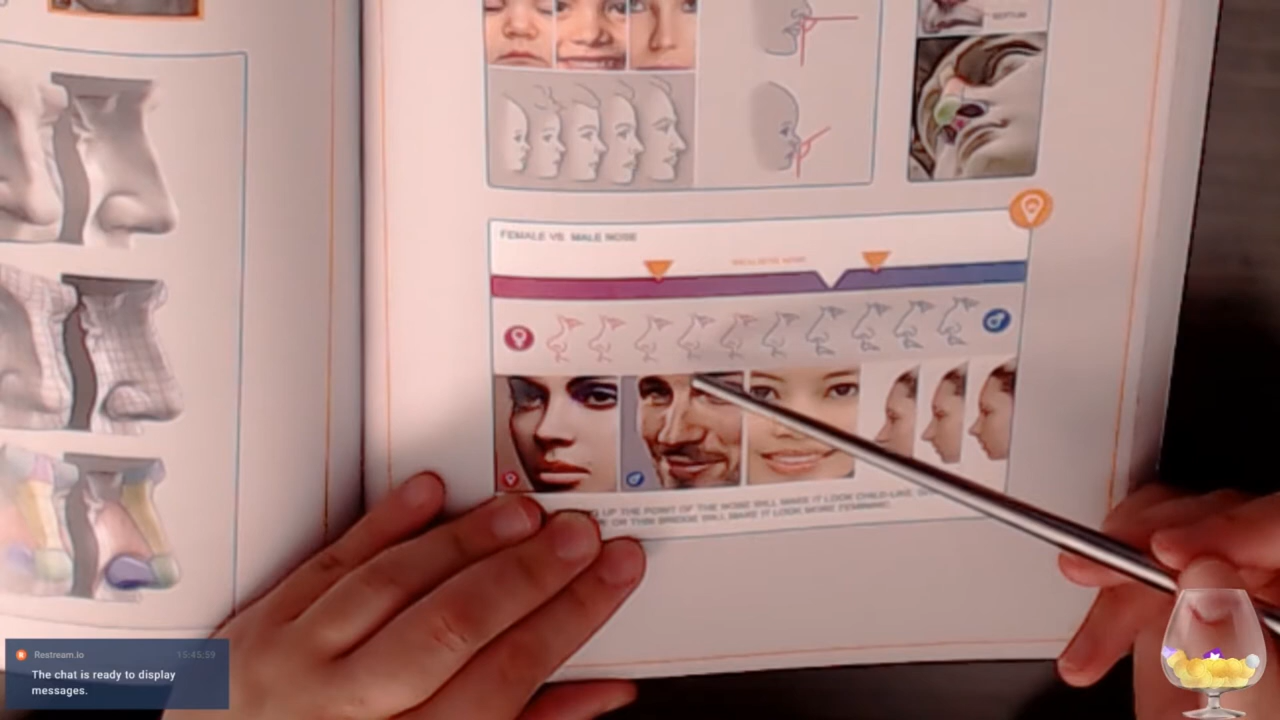 SEPTUM
FEMALE VS MALE NOSE
UP THE POINT OF THE NOSE WILL MAKE IT LOOK CHILD-LIKE.
OR THIN BRIDGE WILL MAKE IT LOOK MORE FEMININE.
Restream.io 15:45:59
The chat is ready to display
messages.